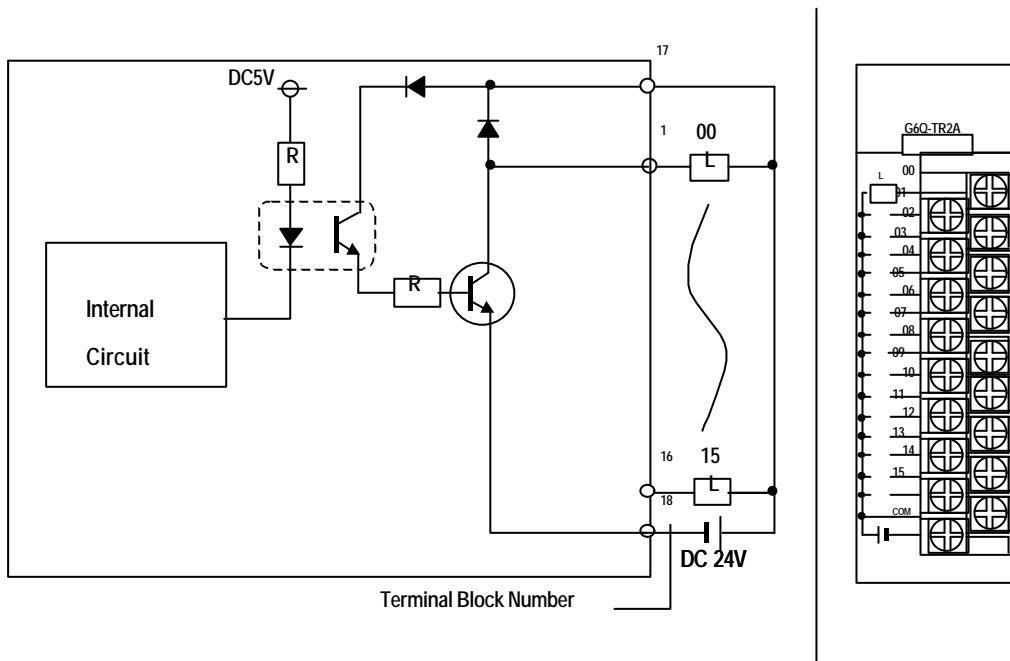 17
DC5V
1 00
R
L
R
Internal
Circuit
16 15
L
18
DC 24V
Terminal Block Number
G6Q-TR2A
00
L
01
02
03
04
05
06
07
08
09
10
11
12
13
14
15
COM